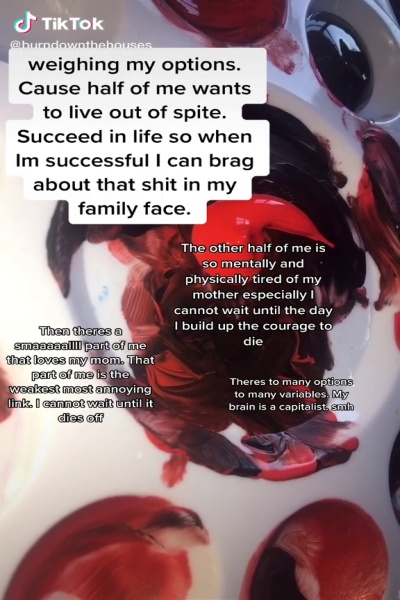 TikTok
@burndownthehouses
weighing my options.
Cause half of me wants
to live out of spite.
Succeed in life so when
Im successful I can brag
about that shit in my
family face.
The other half of me is
so mentally and
physically tired of my
mother especially I
cannot wait until the day
I build up the courage to
die
Then theres a
smaaaaallll part of me
that loves my mom. That
part of me is the
weakest most annoying
link. I cannot wait until it
dies off
Theres to many options
to many variables. My
brain is a capitalist. smh